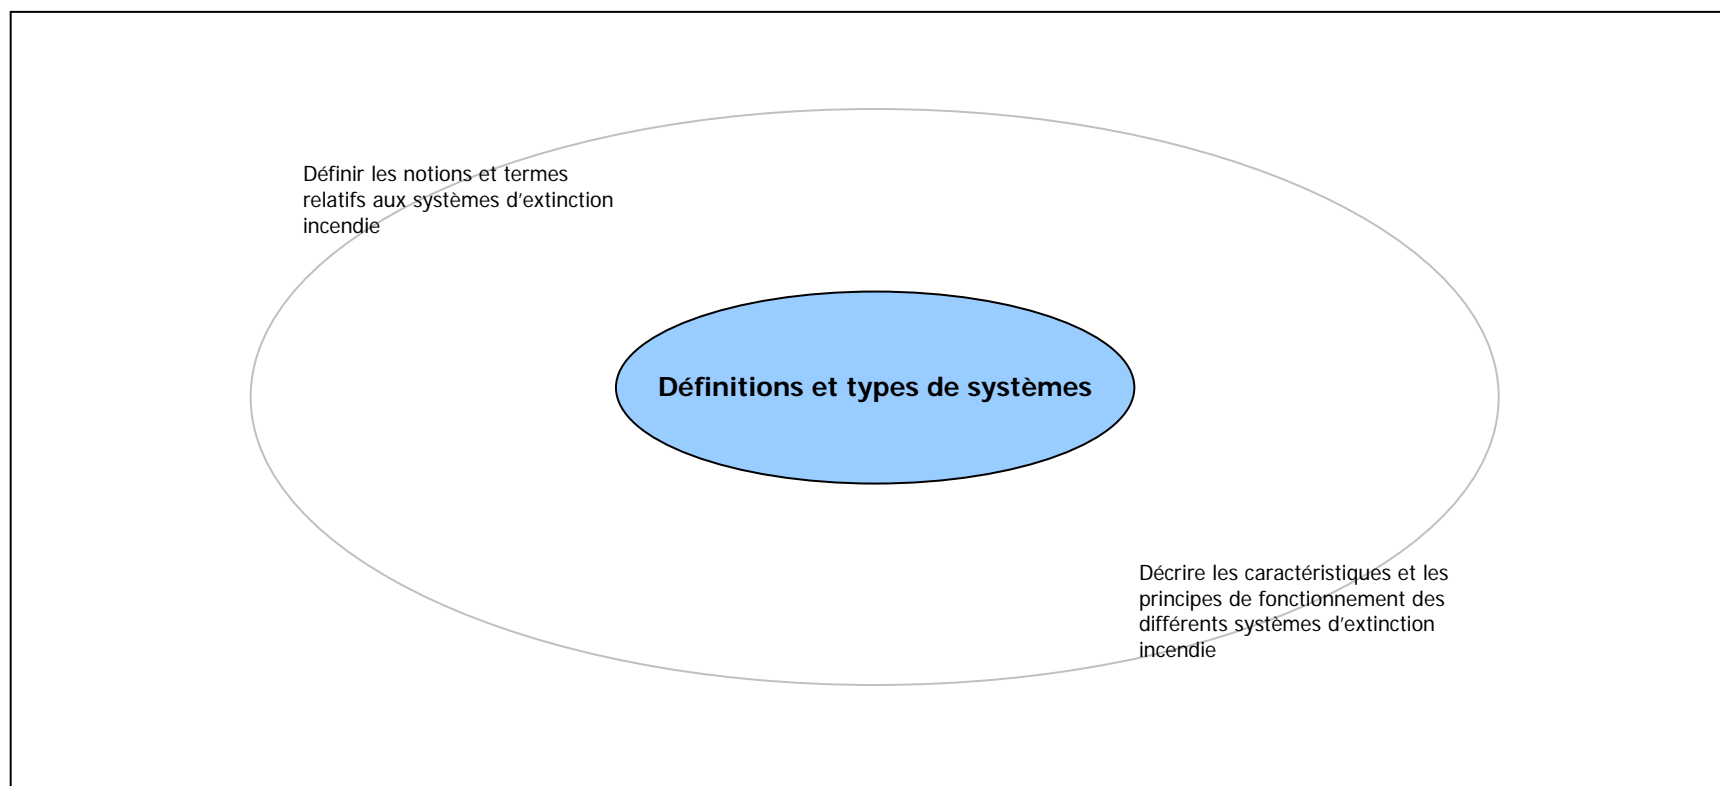 Définir les notions et termes
relatifs aux systèmes d'extinction
incendie
Définitions et types de systèmes
Décrire les caractéristiques et les
principes de fonctionnement des
différents systèmes d'extinction
incendie